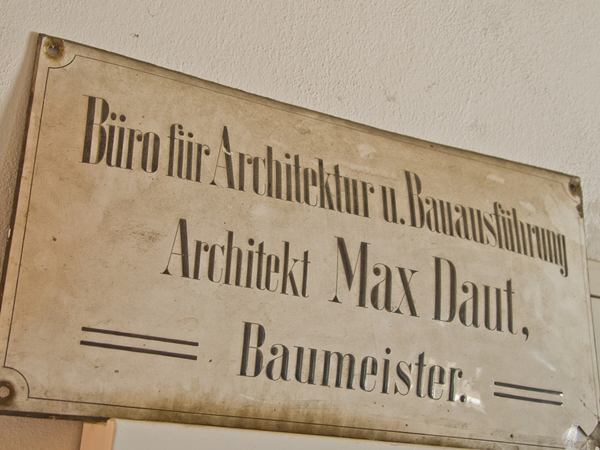 Büro für Architektur u. Bauausführung
Architekt Max Daut,
Baumeister.